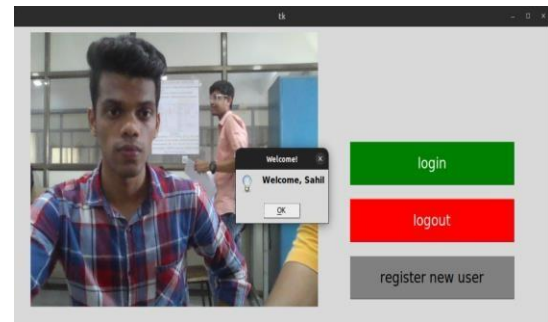 tk
Welcome!
Welcome, Sahil
OK
login
logout
register new user